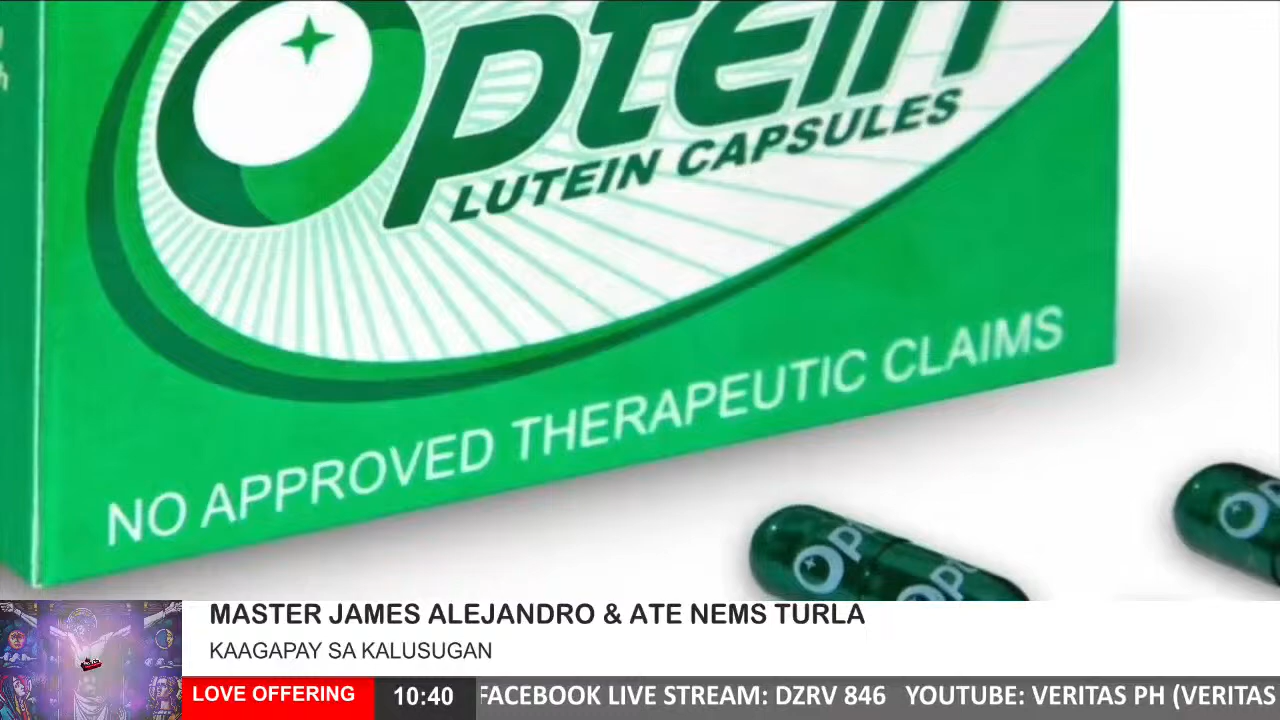 Optein
LUTEIN CAPSULES
NO APPROVED THERAPEUTIC CLAIMS
MASTER JAMES ALEJANDRO & ATE NEMS TURLA
KAAGAPAY SA KALUSUGAN
LOVE OFFERING
10:40
FACEBOOK LIVE STREAM: DZRV 846 YOUTUBE: VERITAS PH (VERITAS